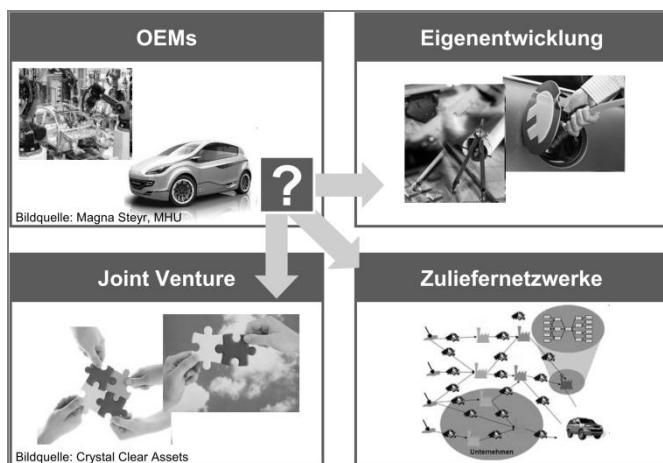 OEMs
Eigenentwicklung
?
Bildquelle: Magna Steyr, MHU
Joint Venture
Zuliefernetzwerke
Unternehmen
Bildquelle: Crystal Clear Assets